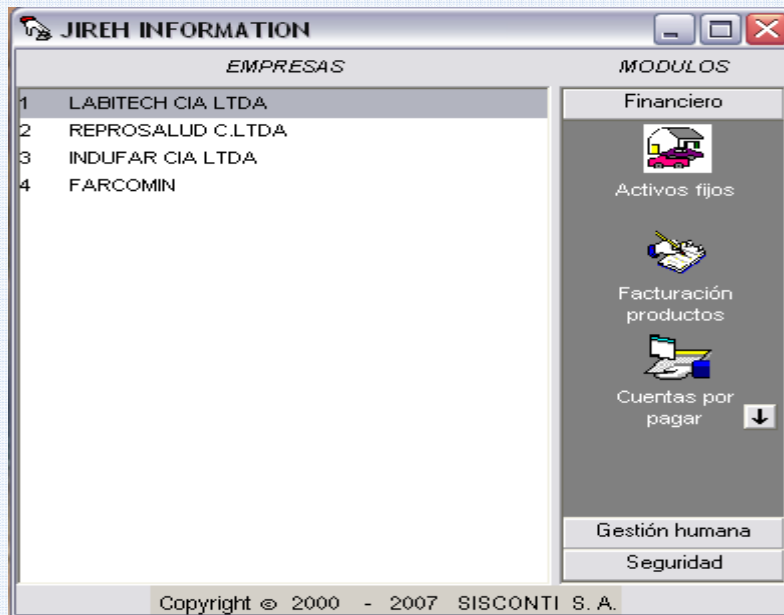 JIREH INFORMATION
EMPRESAS
MODULOS
1 LABITECH CIA LTDA
2 REPROSALUD C.LTDA
3 INDUFAR CIA LTDA
4 FARCOMIN
Financiero
Activos fijos
Facturación
productos
Cuentas por
pagar
Gestión humana
Seguridad
Copyright © 2000 - 2007 SISCONTI S. A.